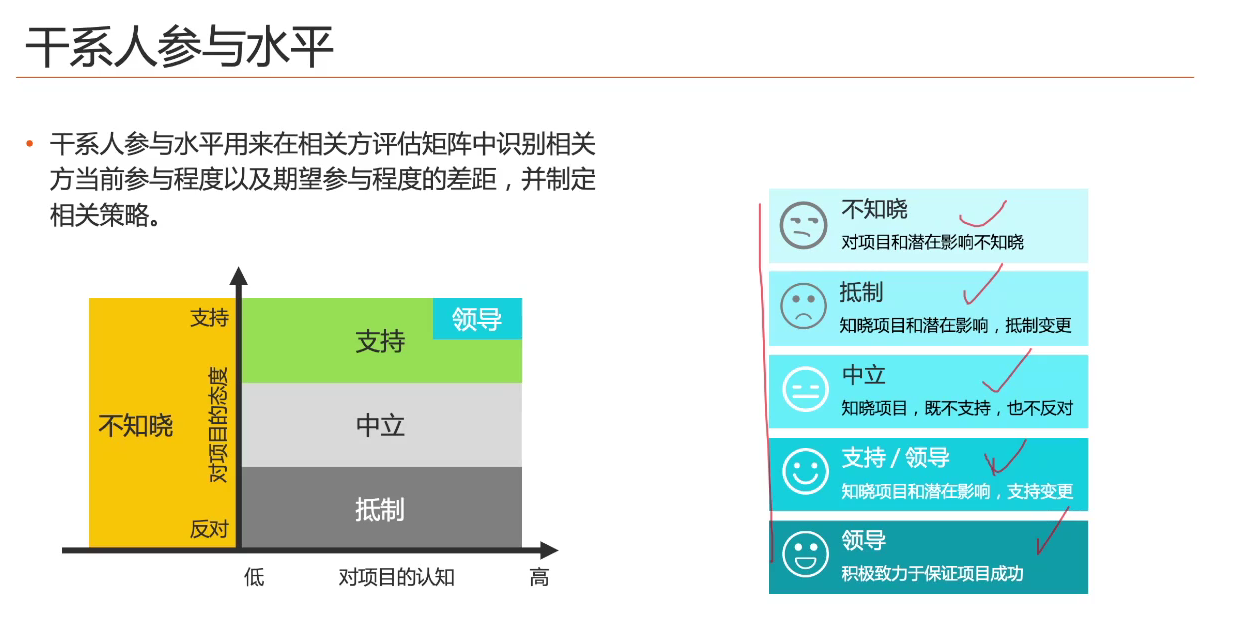 干系人参与水平
• 干系人参与水平用来在相关方评估矩阵中识别相关
方当前参与程度以及期望参与程度的差距，并制定
相关策略。
支持
对项目的态度
反对
不知晓
领导
支持
中立
抵制
低
对项目的认知
高
不知晓
对项目和潜在影响不知晓
抵制
知晓项目和潜在影响，抵制变更
中立
知晓项目，既不支持，也不反对
支持 / 领导
知晓项目和潜在影响，支持变更
领导
积极致力于保证项目成功